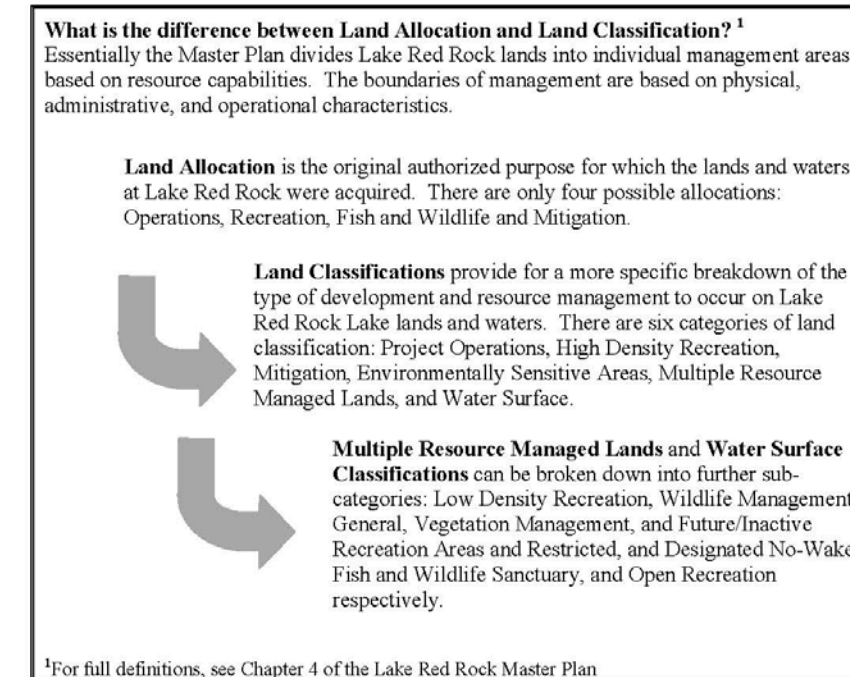 What is the difference between Land Allocation and Land Classification? 1
Essentially the Master Plan divides Lake Red Rock lands into individual management areas
based on resource capabilities. The boundaries of management are based on physical,
administrative, and operational characteristics.
Land Allocation is the original authorized purpose for which the lands and waters
at Lake Red Rock were acquired. There are only four possible allocations:
Operations, Recreation, Fish and Wildlife and Mitigation.
Land Classifications provide for a more specific breakdown of the
type of development and resource management to occur on Lake
Red Rock Lake lands and waters. There are six categories of land
classification: Project Operations, High Density Recreation,
Mitigation, Environmentally Sensitive Areas, Multiple Resource
Managed Lands, and Water Surface.
Multiple Resource Managed Lands and Water Surface
Classifications can be broken down into further sub-
categories: Low Density Recreation, Wildlife Management
General, Vegetation Management, and Future/Inactive
Recreation Areas and Restricted, and Designated No-Wake
Fish and Wildlife Sanctuary, and Open Recreation
respectively.
1For full definitions, see Chapter 4 of the Lake Red Rock Master Plan